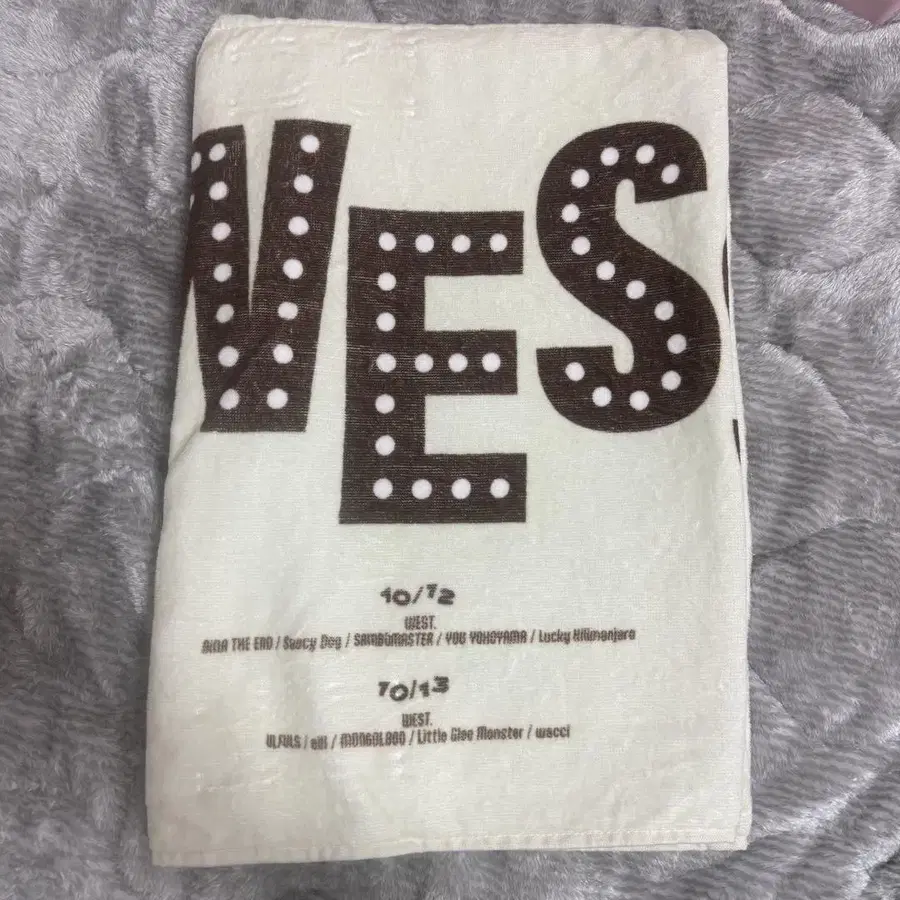 WES
10/12
WEST.
AiNA THE END / Saucy Dog / SAMBOMASTER / YOU YOKOYAMA / Lucky Kilimanjaro
10/13
WEST.
ULFULS / eill / MONGOL800 / Little Glee Monster / wacci